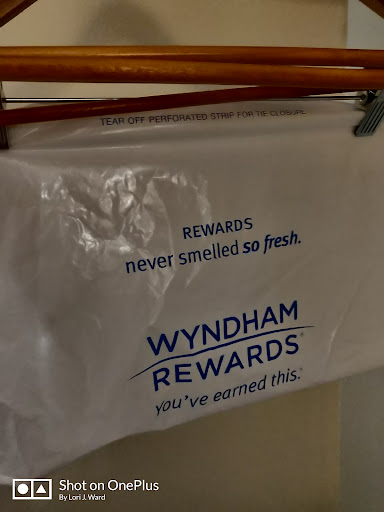 TEAR OFF PERFORATED STRIP FOR TIE CLOSURE
REWARDS
never smelled so fresh.
WYNDHAM
REWARDS®
you've earned this.®
Shot on OnePlus
By Lori J. Ward